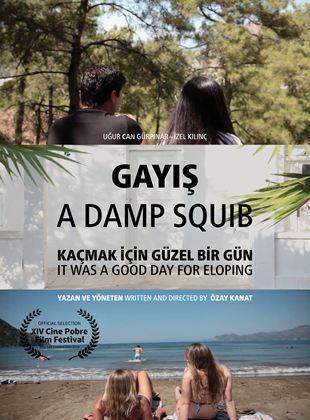 UĞUR CAN GÜRPINAR - İZEL KILINÇ
GAYIŞ
A DAMP SQUIB
KAÇMAK İÇİN GÜZEL BİR GÜN
IT WAS A GOOD DAY FOR ELOPING
YAZAN VE YÖNETEN WRITTEN AND DIRECTED BY ÖZAY KANAT
OFFICIAL SELECTION
XIV Cine Pobre
Film Festival